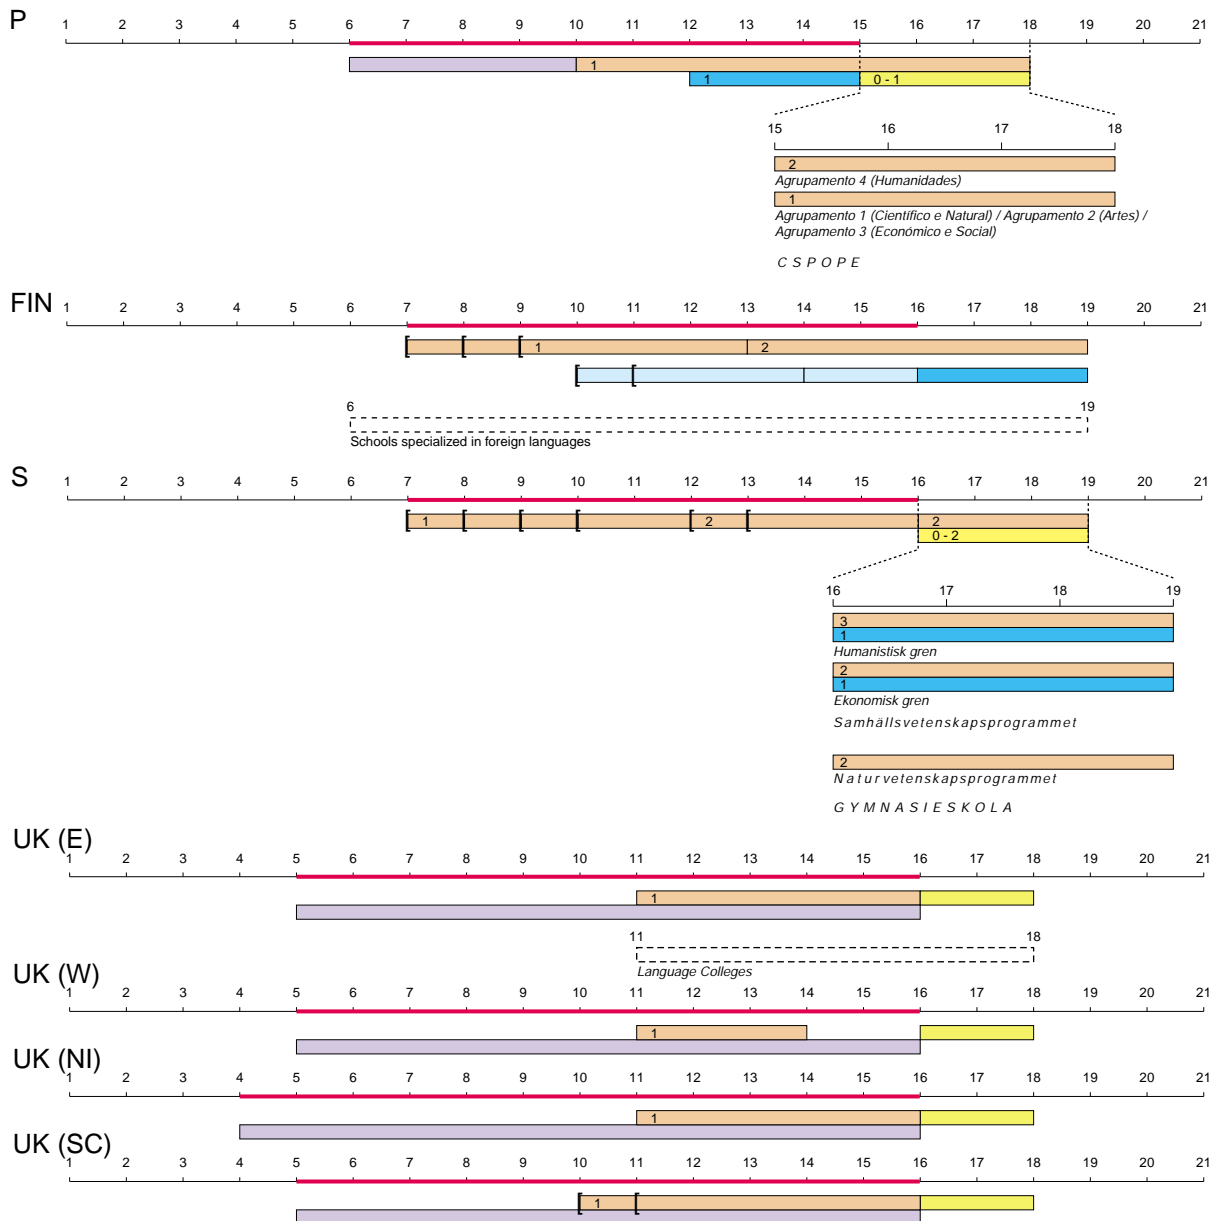 P
1 2 3 4 5 6 7 8 9 10 11 12 13 14 15 16 17 18 19 20 21
1
1 0 - 1
15 16 17 18
2
Agrupamento 4 (Humanidades)
1
Agrupamento 1 (Científico e Natural) / Agrupamento 2 (Artes) /
Agrupamento 3 (Económico e Social)
CSPOPE
FIN
1 2 3 4 5 6 7 8 9 10 11 12 13 14 15 16 17 18 19 20 21
1 2
6 19
Schools specialized in foreign languages
S
1 2 3 4 5 6 7 8 9 10 11 12 13 14 15 16 17 18 19 20 21
1 2 2
0 - 2
16 17 18 19
3
1
Humanistisk gren
2
1
Ekonomisk gren
Samhällsvetenskapsprogrammet
2
Naturvetenskapsprogrammet
GYMNASIESKOLA
UK (E)
1 2 3 4 5 6 7 8 9 10 11 12 13 14 15 16 17 18 19 20 21
1
11 18
Language Colleges
UK (W)
1 2 3 4 5 6 7 8 9 10 11 12 13 14 15 16 17 18 19 20 21
1
UK (NI)
1 2 3 4 5 6 7 8 9 10 11 12 13 14 15 16 17 18 19 20 21
1
UK (SC)
1 2 3 4 5 6 7 8 9 10 11 12 13 14 15 16 17 18 19 20 21
1